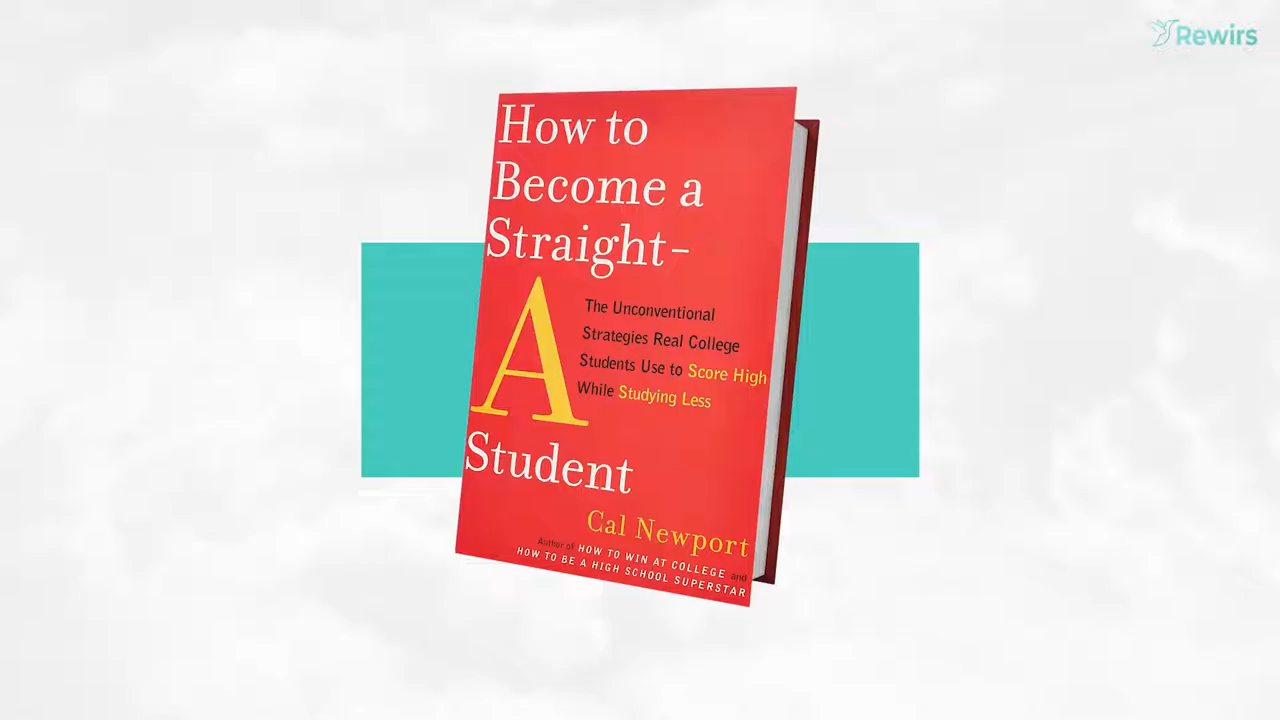 Rewirs
How to
Become a
Straight-
A
The Unconventional
Strategies Real College
Students Use to Score High
While Studying Less
Student
Cal Newport
Author of HOW TO WIN AT COLLEGE and
HOW TO BE A HIGH SCHOOL SUPERSTAR